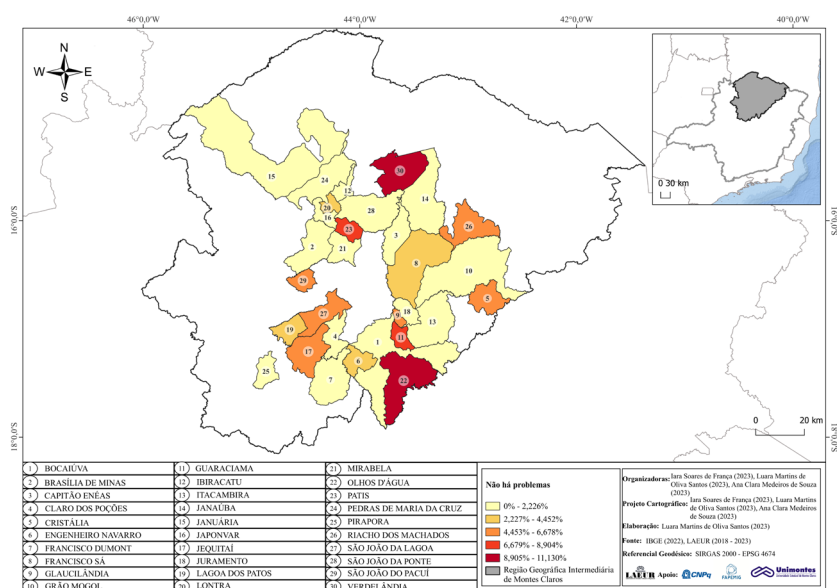 46°0,0'W
44°0,0'W
42°0,0'W
40°0,0'W
N
W
E
S
0 30 km
16°0,0'S
16°0,0'S
30
15
24
12
14
20
28
16
23
26
3
2
21
8
10
29
5
27
9
18
13
19
4
11
1
17
6
25
7
22
0 20 km
18°0,0'S
18°0,0'S
1 BOCAIÚVA
2 BRASÍLIA DE MINAS
3 CAPITÃO ENÉAS
4 CLARO DOS POÇÕES
5 CRISTÁLIA
6 ENGENHEIRO NAVARRO
7 FRANCISCO DUMONT
8 FRANCISCO SÁ
9 GLAUCILÂNDIA
10 GRÃO MOGOL
11 GUARACIAMA
12 IBIRACATU
13 ITACAMBIRA
14 JANAÚBA
15 JANUÁRIA
16 JAPONVAR
17 JEQUITAÍ
18 JURAMENTO
19 LAGOA DOS PATOS
20 LONTRA
21 MIRABELA
22 OLHOS D'ÁGUA
23 PATIS
24 PEDRAS DE MARIA DA CRUZ
25 PIRAPORA
26 RIACHO DOS MACHADOS
27 SÃO JOÃO DA LAGOA
28 SÃO JOÃO DA PONTE
29 SÃO JOÃO DO PACUÍ
30 VERDELÂNDIA
Não há problemas
0% - 2,226%
2,227% - 4,452%
4,453% - 6,678%
6,679% - 8,904%
8,905% - 11,130%
Região Geográfica Intermediária
de Montes Claros
Organizadoras: Iara Soares de França (2023), Luara Martins de
Oliva Santos (2023), Ana Clara Medeiros de Souza
(2023)
Projeto Cartográfico: Iara Soares de França (2023), Luara Martins
de Oliva Santos (2023), Ana Clara Medeiros
de Souza (2023)
Elaboração: Luara Martins de Oliva Santos (2023)
Fonte: IBGE (2022), LAEUR (2018 - 2023)
Referencial Geodésico: SIRGAS 2000 - EPSG 4674
LAEUR Apoio: CNPq FAPEMIG Unimontes